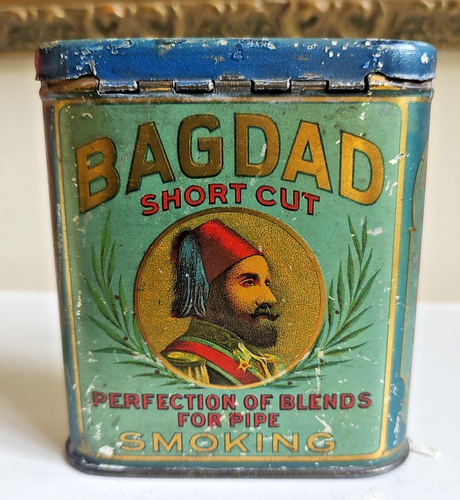 BAGDAD
SHORT CUT
PERFECTION OF BLENDS
FOR PIPE
SMOKING